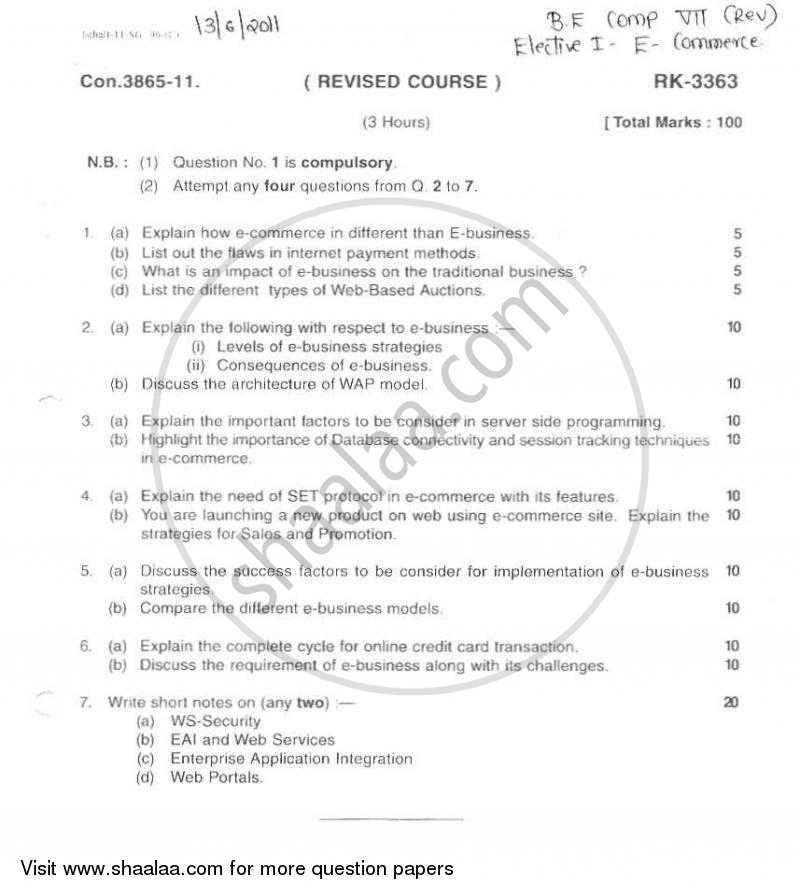 13/6/2011
B.E Comp VII (Rev)
Elective I - E - Commerce.
Con.3865-11. ( REVISED COURSE ) RK-3363
(3 Hours) [ Total Marks : 100
N.B. : (1) Question No. 1 is compulsory.
(2) Attempt any four questions from Q. 2 to 7.
1. (a) Explain how e-commerce in different than E-business. 5
(b) List out the flaws in internet payment methods. 5
(c) What is an impact of e-business on the traditional business ? 5
(d) List the different types of Web-Based Auctions. 5
2. (a) Explain the following with respect to e-business :— 10
(i) Levels of e-business strategies
(ii) Consequences of e-business.
(b) Discuss the architecture of WAP model. 10
3. (a) Explain the important factors to be consider in server side programming. 10
(b) Highlight the importance of Database connectivity and session tracking techniques 10
in e-commerce.
4. (a) Explain the need of SET protocol in e-commerce with its features. 10
(b) You are launching a new product on web using e-commerce site. Explain the 10
strategies for Sales and Promotion.
5. (a) Discuss the success factors to be consider for implementation of e-business 10
strategies.
(b) Compare the different e-business models. 10
6. (a) Explain the complete cycle for online credit card transaction. 10
(b) Discuss the requirement of e-business along with its challenges. 10
7. Write short notes on (any two) :— 20
(a) WS-Security
(b) EAI and Web Services
(c) Enterprise Application Integration
(d) Web Portals.
shaalaa.com
Visit www.shaalaa.com for more question papers